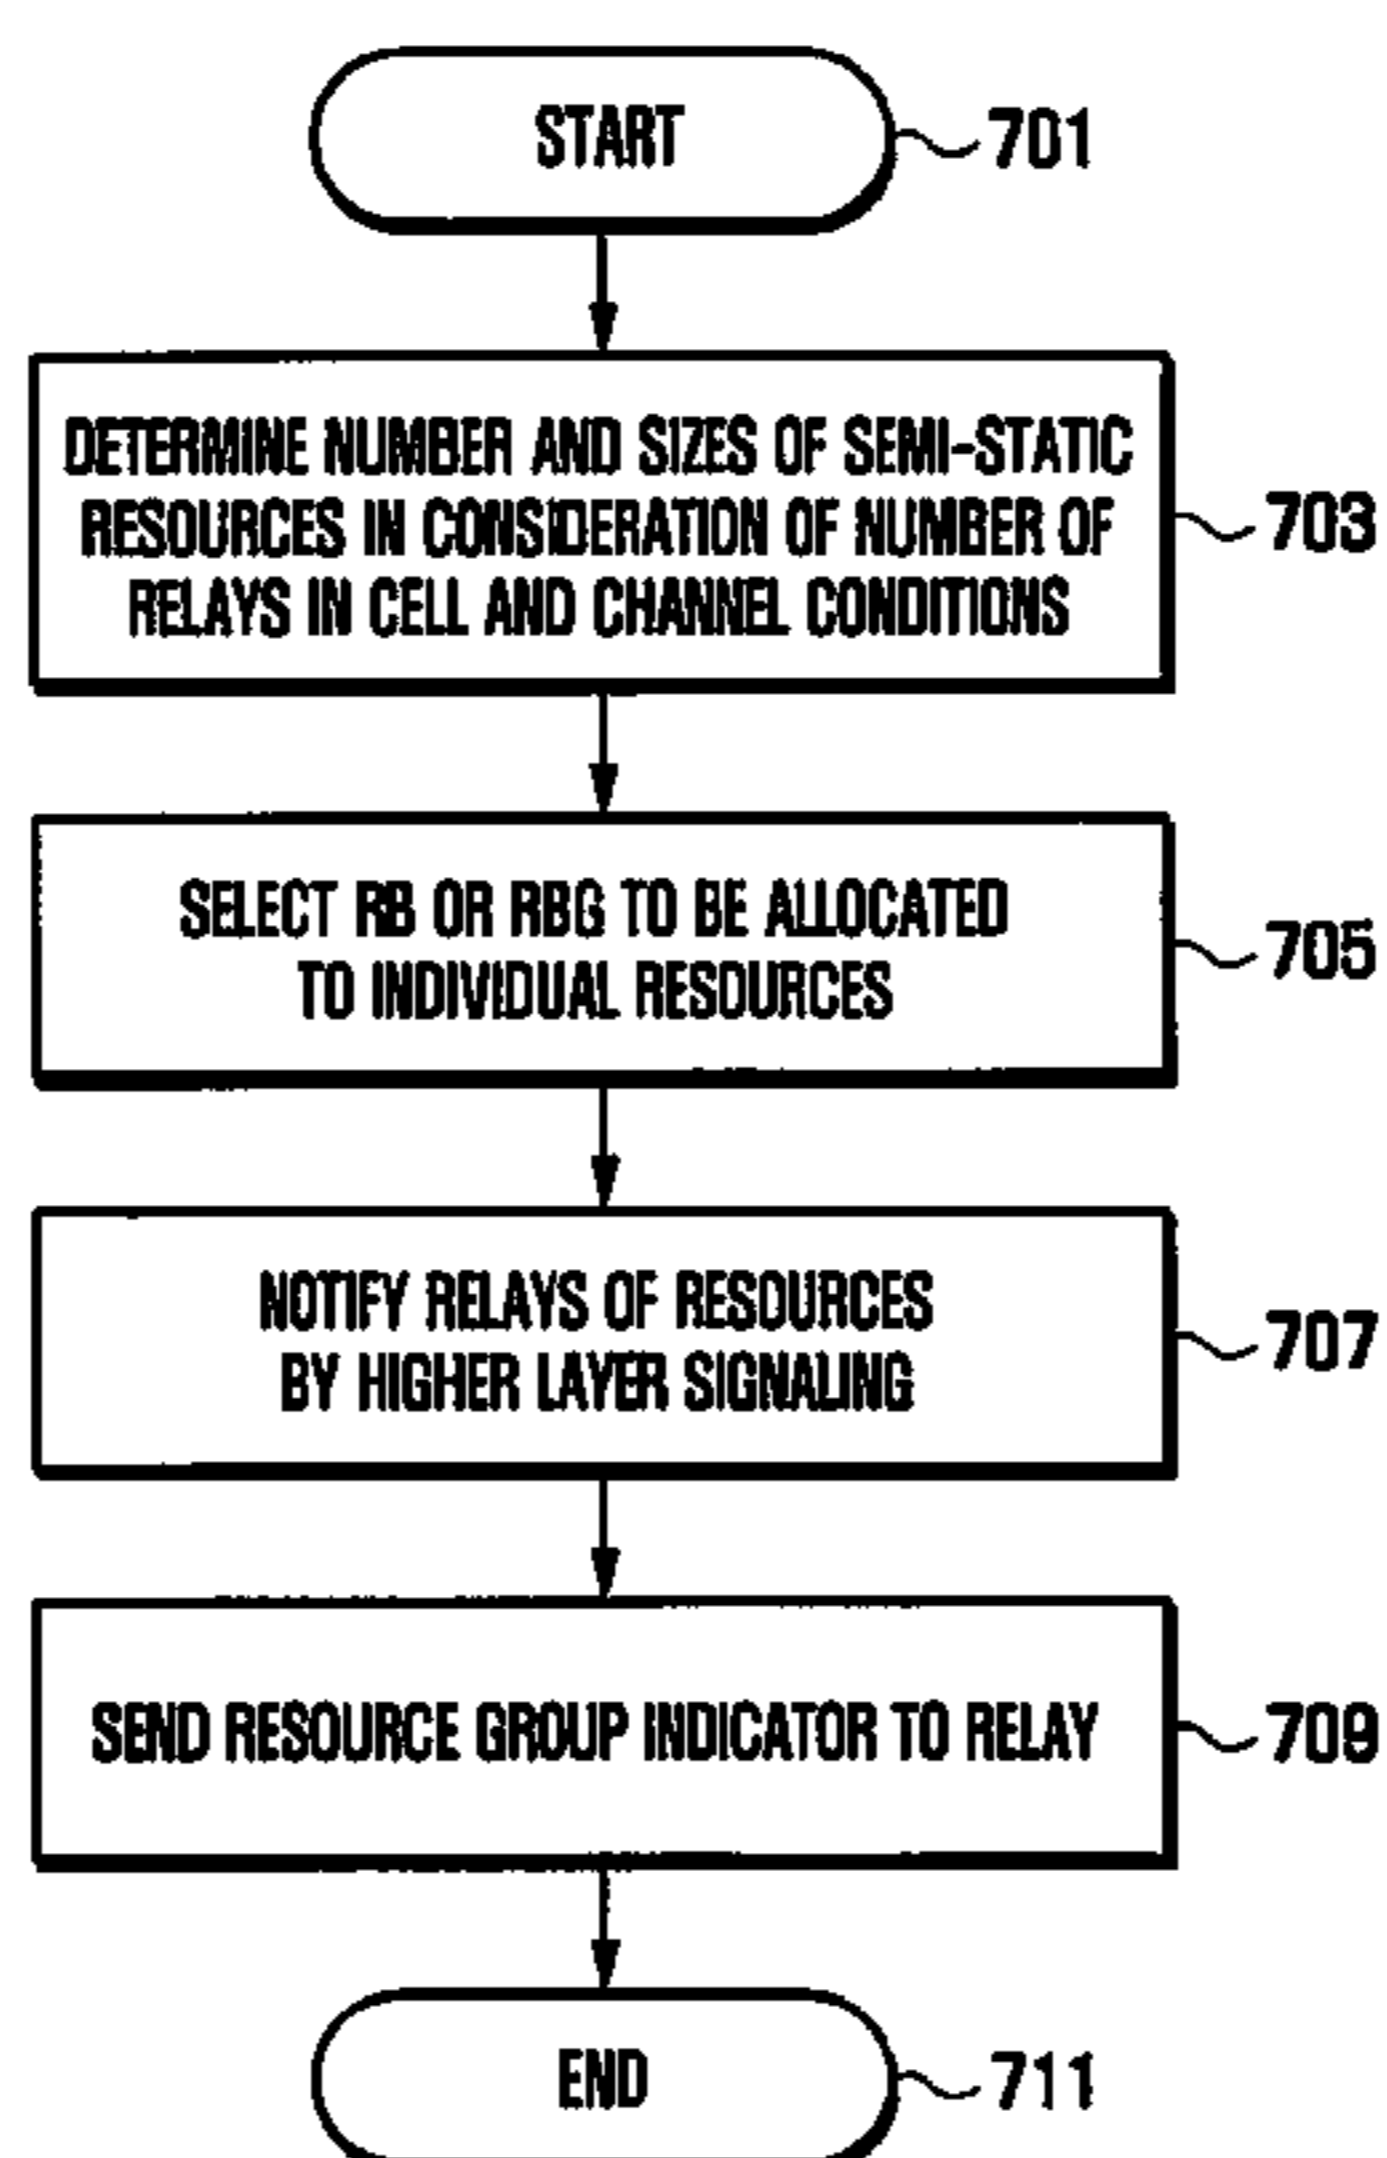 START
701
DETERMINE NUMBER AND SIZES OF SEMI-STATIC
RESOURCES IN CONSIDERATION OF NUMBER OF
RELAYS IN CELL AND CHANNEL CONDITIONS
703
SELECT RB OR RBG TO BE ALLOCATED
TO INDIVIDUAL RESOURCES
705
NOTIFY RELAYS OF RESOURCES
BY HIGHER LAYER SIGNALING
707
SEND RESOURCE GROUP INDICATOR TO RELAY
709
END
711